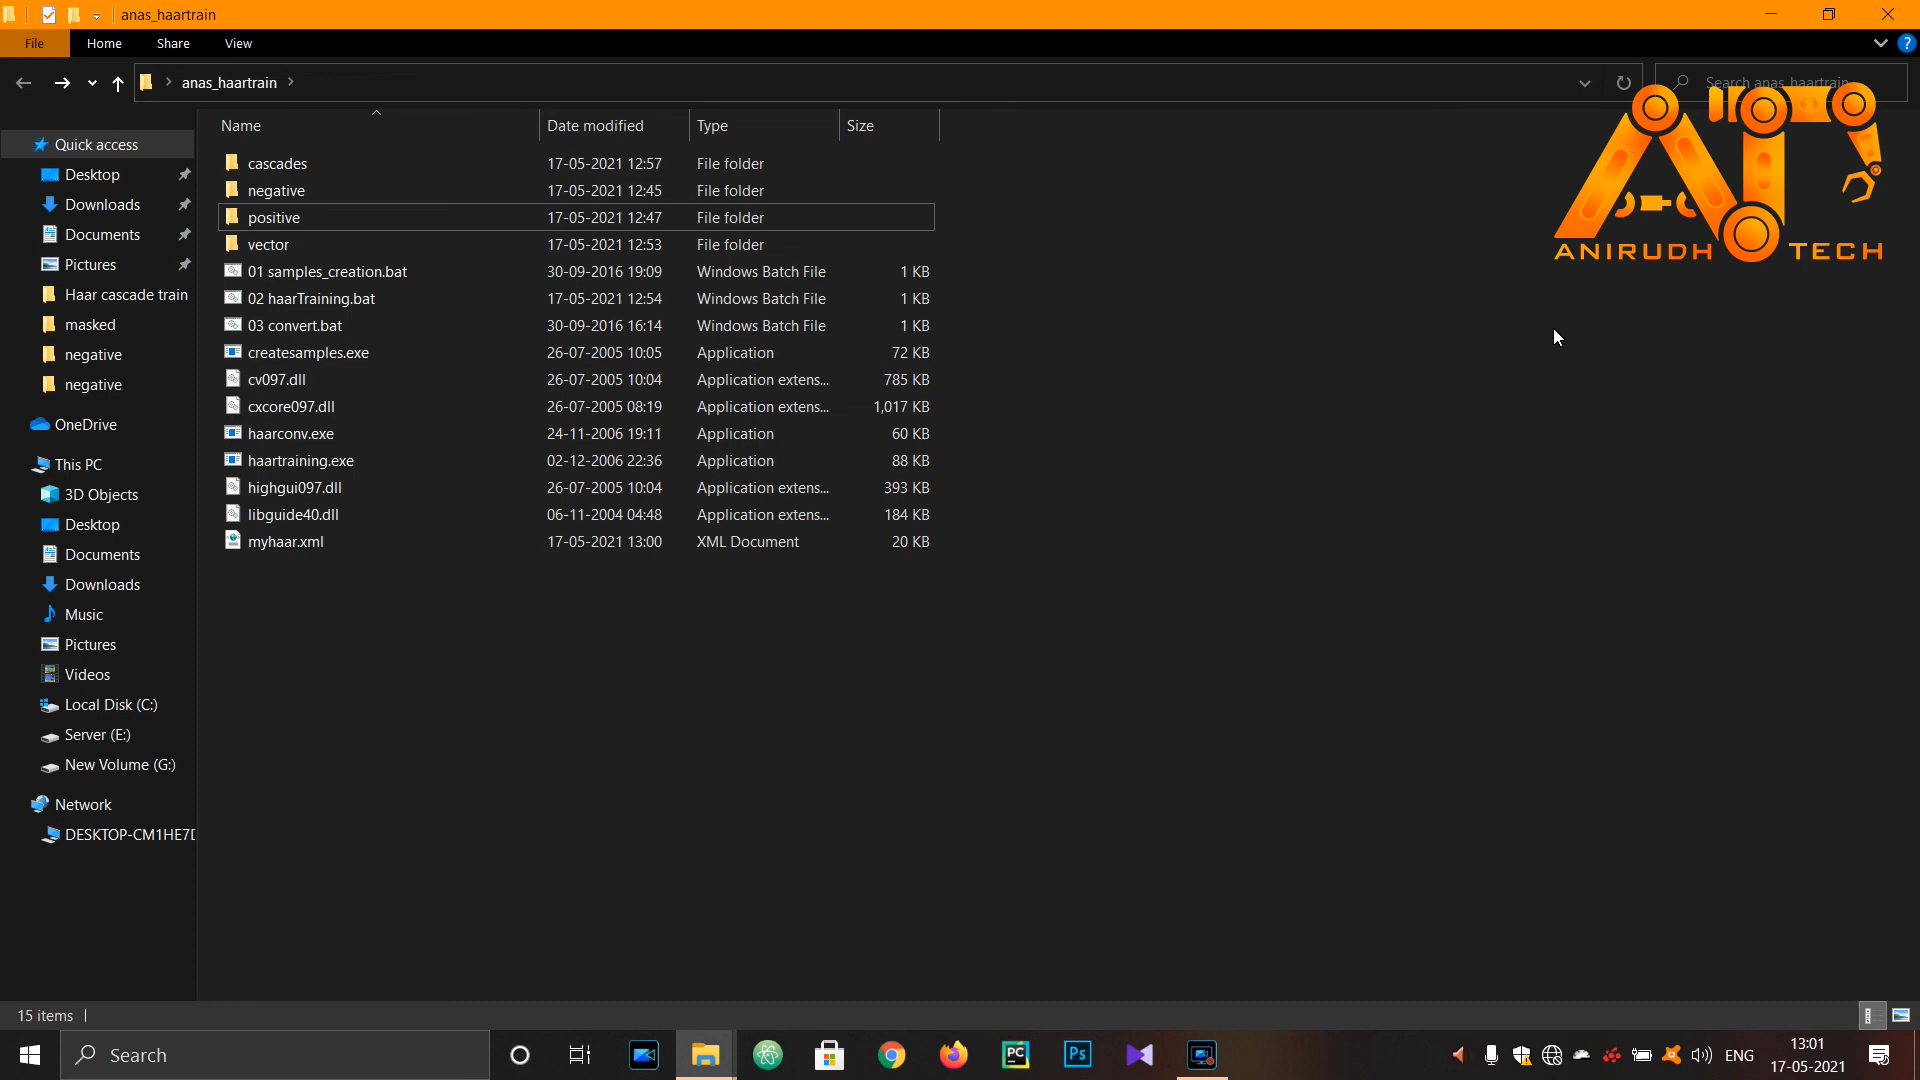 anas_haartrain
File
Home
Share
View
anas_haartrain
Search anas_haartrain
Name
Date modified
Type
Size
Quick access
Desktop
Downloads
Documents
Pictures
Haar cascade train
masked
negative
negative
OneDrive
This PC
3D Objects
Desktop
Documents
Downloads
Music
Pictures
Videos
Local Disk (C:)
Server (E:)
New Volume (G:)
Network
DESKTOP-CM1HE7D
cascades 17-05-2021 12:57 File folder
negative 17-05-2021 12:45 File folder
positive 17-05-2021 12:47 File folder
vector 17-05-2021 12:53 File folder
01 samples_creation.bat 30-09-2016 19:09 Windows Batch File 1 KB
02 haarTraining.bat 17-05-2021 12:54 Windows Batch File 1 KB
03 convert.bat 30-09-2016 16:14 Windows Batch File 1 KB
createsamples.exe 26-07-2005 10:05 Application 72 KB
cv097.dll 26-07-2005 10:04 Application extens... 785 KB
cxcore097.dll 26-07-2005 08:19 Application extens... 1,017 KB
haarconv.exe 24-11-2006 19:11 Application 60 KB
haartraining.exe 02-12-2006 22:36 Application 88 KB
highgui097.dll 26-07-2005 10:04 Application extens... 393 KB
libguide40.dll 06-11-2004 04:48 Application extens... 184 KB
myhaar.xml 17-05-2021 13:00 XML Document 20 KB
ANIRUDH TECH
15 items
Search
PC
Ps
ENG
13:01
17-05-2021